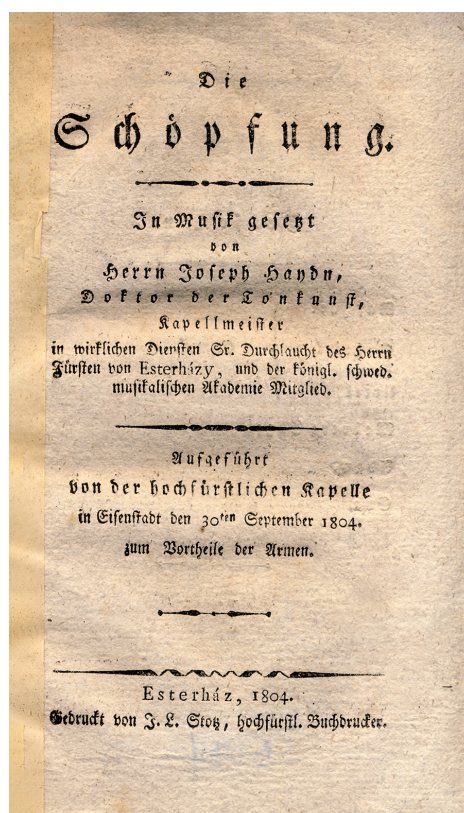 Die
Schöpfung.
In Musik gesetzt
von
Herrn Joseph Haydn,
Doktor der Tonkunst,
Kapellmeister
in wirklichen Diensten Sr. Durchlaucht des Herrn
Fürsten von Esterházy, und der königl. schwed.
musikalischen Akademie Mitglied.
Aufgeführt
von der hochfürstlichen Kapelle
in Eisenstadt den 30ten September 1804.
zum Vortheile der Armen.
Esterház, 1804.
Gedruckt von J. L. Stotz, hochfürstl. Buchdrucker.